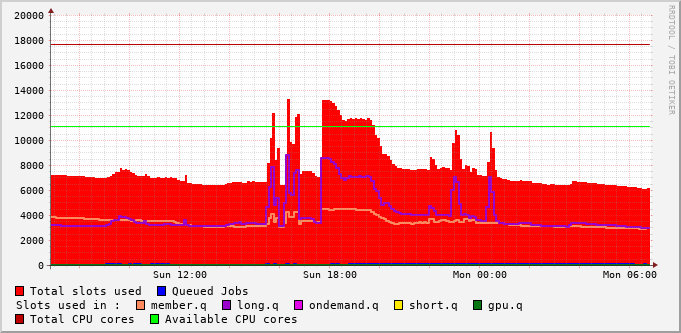 RRDTOOL / TOBI OETIKER
20000
18000
16000
14000
12000
10000
8000
6000
4000
2000
0
Sun 12:00 Sun 18:00 Mon 00:00 Mon 06:00
Total slots used Queued Jobs
Slots used in : member.q long.q ondemand.q short.q gpu.q
Total CPU cores Available CPU cores